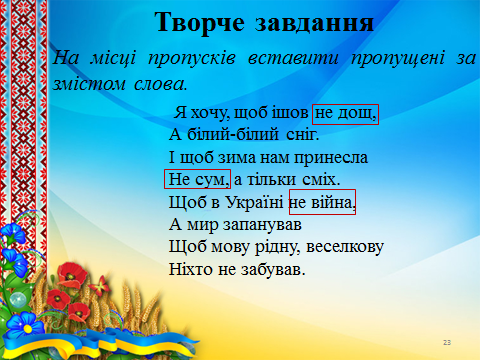 Творче завдання
На місці пропусків вставити пропущені за
змістом слова.
Я хочу, щоб ішов не дощ,
А білий-білий сніг.
І щоб зима нам принесла
Не сум, а тільки сміх.
Щоб в Україні не війна,
А мир запанував
Щоб мову рідну, веселкову
Ніхто не забував.
23